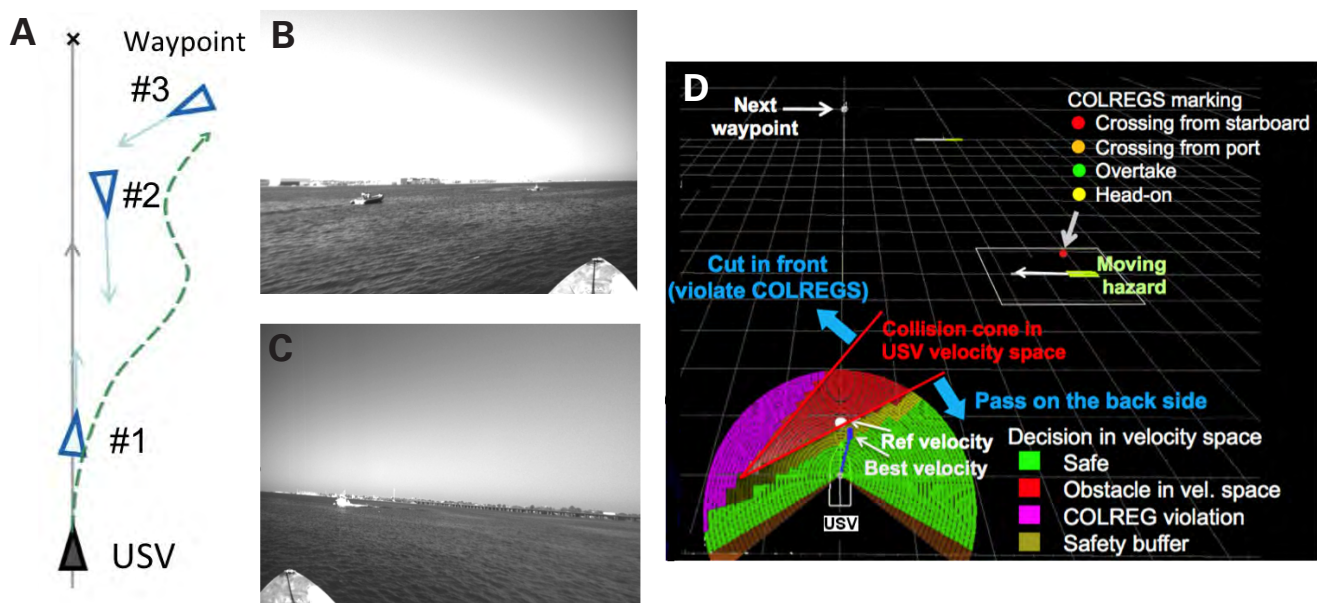 A
Waypoint
#3
#2
#1
USV
B
C
D
Next
waypoint
COLREGS marking
Crossing from starboard
Crossing from port
Overtake
Head-on
Moving
hazard
Cut in front
(violate COLREGS)
Collision cone in
USV velocity space
Pass on the back side
Ref velocity
Best velocity
USV
Decision in velocity space
Safe
Obstacle in vel. space
COLREG violation
Safety buffer